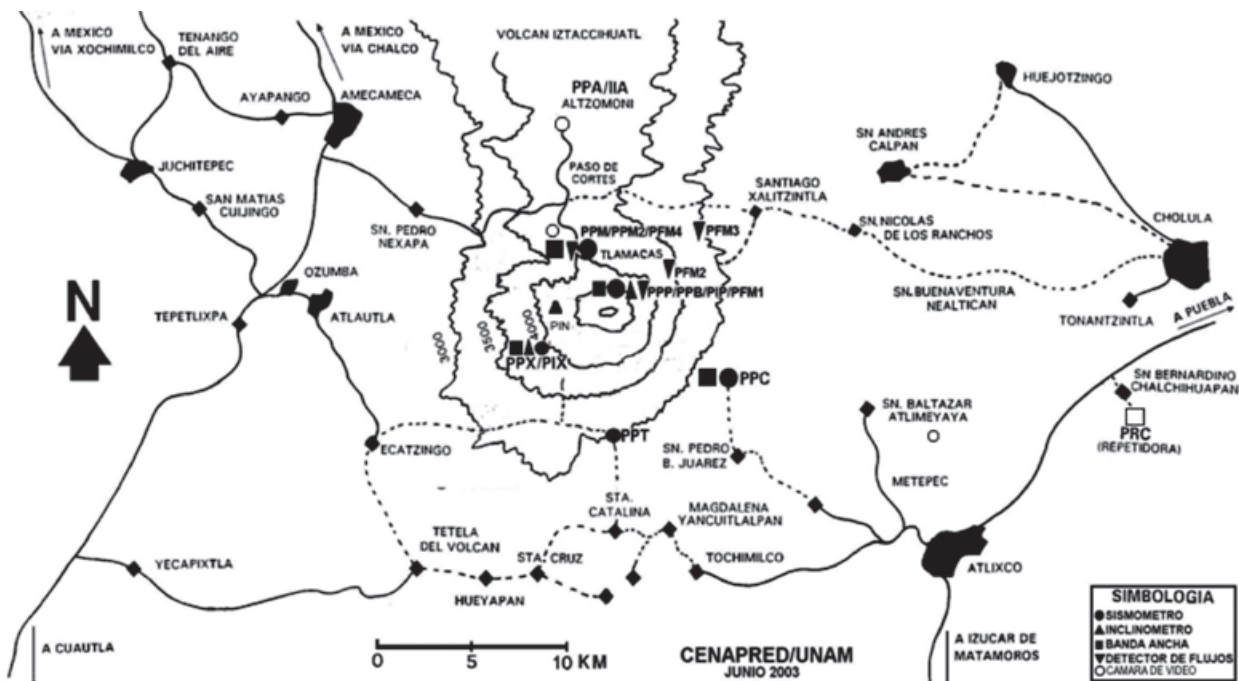 A MEXICO
VIA XOCHIMILCO
TENANGO
DEL AIRE
A MEXICO
VIA CHALCO
VOLCAN IZTACCIHUATL
PPA/IIA
ALTZOMONI
HUEJOTZINGO
AYAPANGO
AMECAMECA
SN ANDRES
CALPAN
JUCHITEPEC
PASO DE
CORTES
SANTIAGO
XALITZINTLA
SAN MATIAS
CUIJINGO
SN. PEDRO
NEXAPA
PPM/PPM2/PFM4
TLAMACAS
PFM3
SN. NICOLAS
DE LOS RANCHOS
CHOLULA
N
OZUMBA
PFM2
PPP/PPB/PIP/PFM1
SN. BUENAVENTURA
NEALTICAN
TEPETLIXPA
ATLAUTLA
PIN
TONANTZINTLA
A PUEBLA
3000
3500
4000
PPX/PIX
PPC
SN BERNARDINO
CHALCHIHUAPAN
SN. BALTAZAR
ATLIMEYAYA
PRC
(REPETIDORA)
ECATZINGO
PPT
SN. PEDRO
B. JUAREZ
METEPEC
STA.
CATALINA
MAGDALENA
YANCUITLALPAN
TETELA
DEL VOLCAN
STA. CRUZ
TOCHIMILCO
YECAPIXTLA
HUEYAPAN
ATLIXCO
A CUAUTLA
0 5 10 KM
CENAPRED/UNAM
JUNIO 2003
A IZUCAR DE
MATAMOROS
SIMBOLOGIA
SISMOMETRO
INCLINOMETRO
BANDA ANCHA
DETECTOR DE FLUJOS
CAMARA DE VIDEO